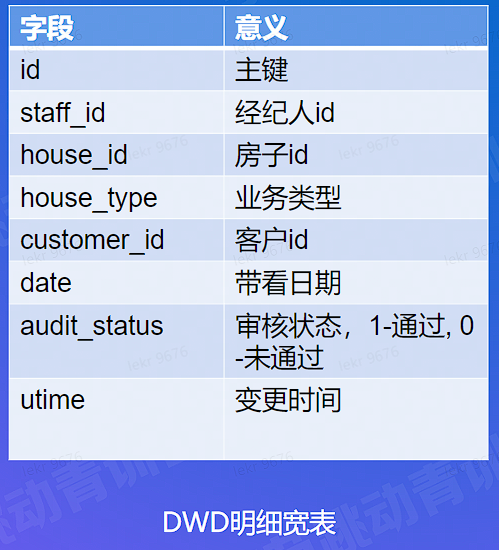 字段 意义
id 主键
staff_id 经纪人id
house_id 房子id
house_type 业务类型
customer_id 客户id
date 带看日期
audit_status 审核状态，1-通过, 0
-未通过
utime 变更时间
DWD明细宽表